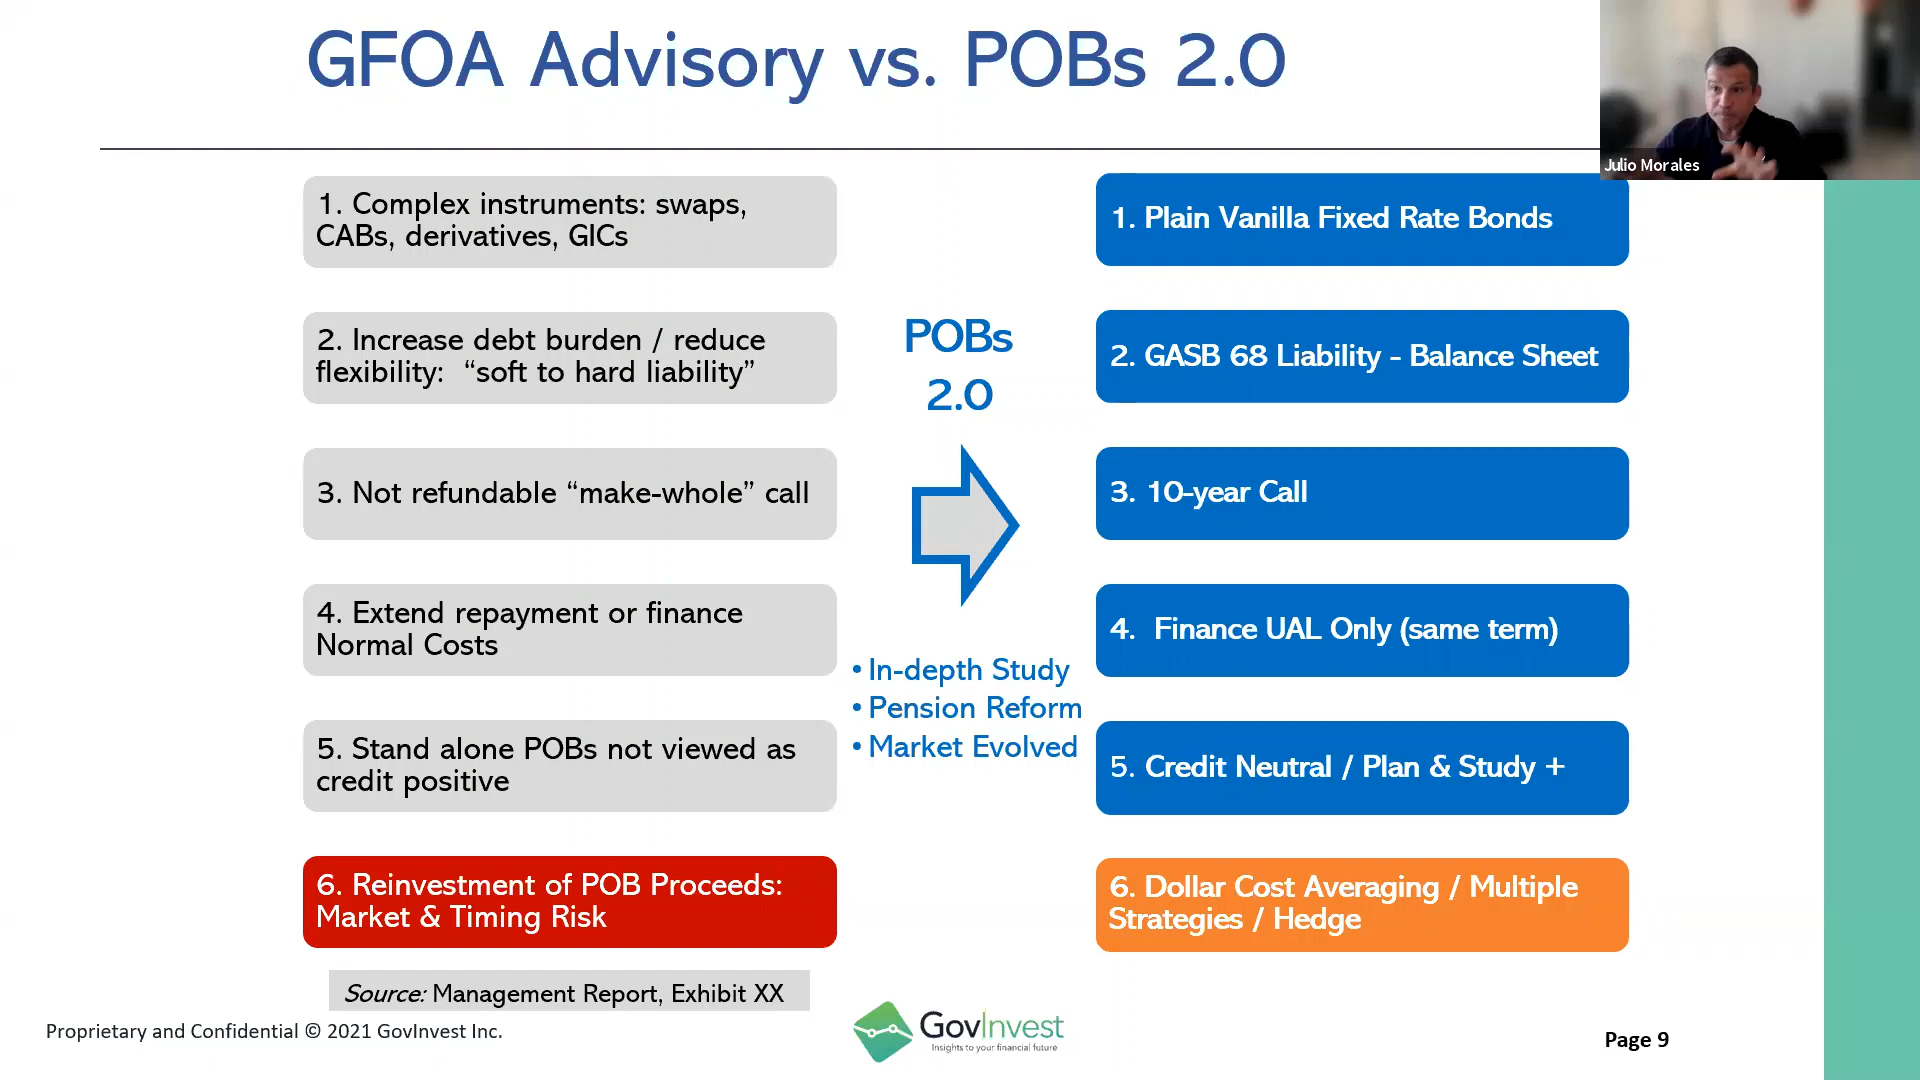 GFOA Advisory vs. POBs 2.0
Julio Morales
1. Complex instruments: swaps,
CABs, derivatives, GICs
2. Increase debt burden / reduce
flexibility: “soft to hard liability”
3. Not refundable “make-whole” call
4. Extend repayment or finance
Normal Costs
5. Stand alone POBs not viewed as
credit positive
6. Reinvestment of POB Proceeds:
Market & Timing Risk
Source: Management Report, Exhibit XX
POBs
2.0
• In-depth Study
• Pension Reform
• Market Evolved
1. Plain Vanilla Fixed Rate Bonds
2. GASB 68 Liability - Balance Sheet
3. 10-year Call
4. Finance UAL Only (same term)
5. Credit Neutral / Plan & Study +
6. Dollar Cost Averaging / Multiple
Strategies / Hedge
Proprietary and Confidential © 2021 GovInvest Inc.
GovInvest
Insights to your financial future
Page 9